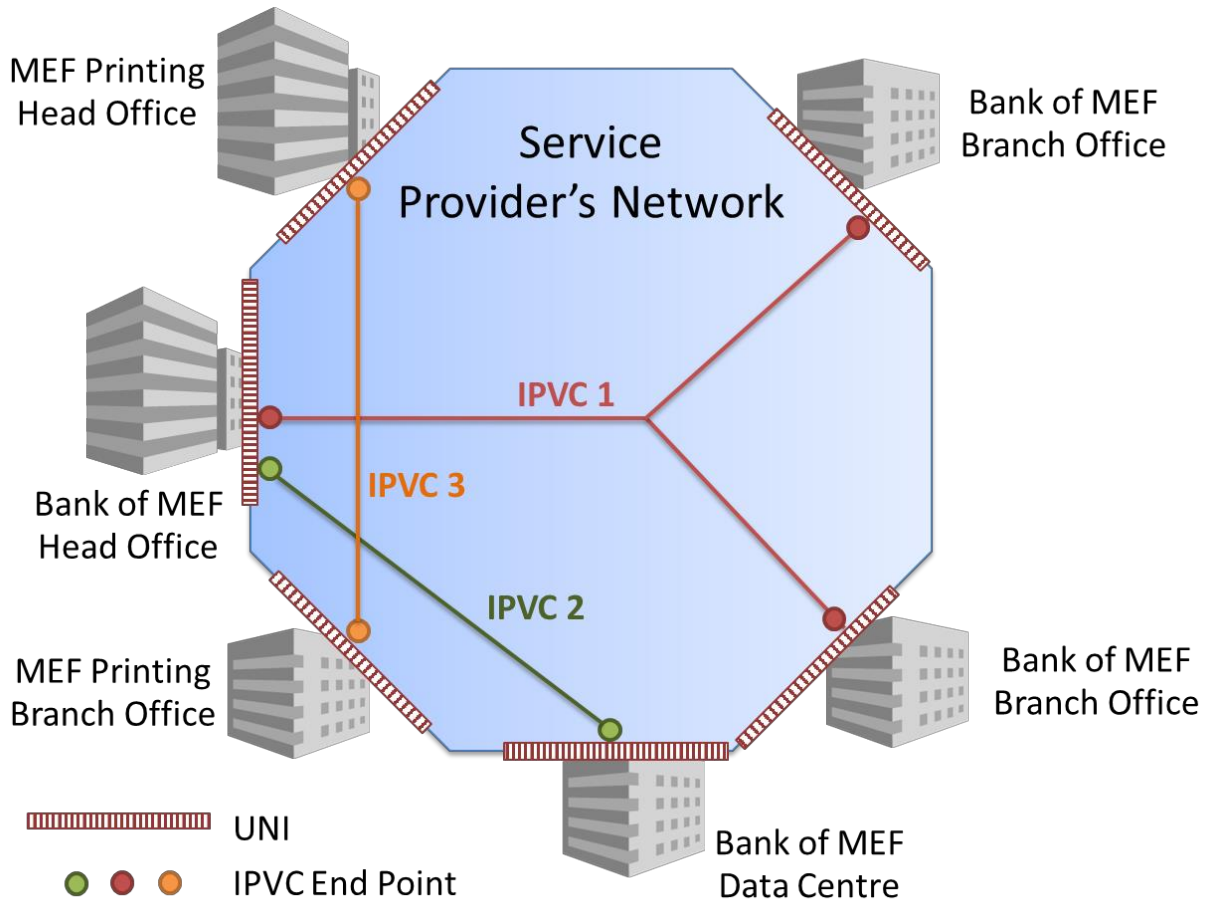 MEF Printing
Head Office
Service
Provider’s Network
Bank of MEF
Branch Office
IPVC 1
IPVC 3
Bank of MEF
Head Office
IPVC 2
MEF Printing
Branch Office
Bank of MEF
Branch Office
UNI
Bank of MEF
Data Centre
IPVC End Point